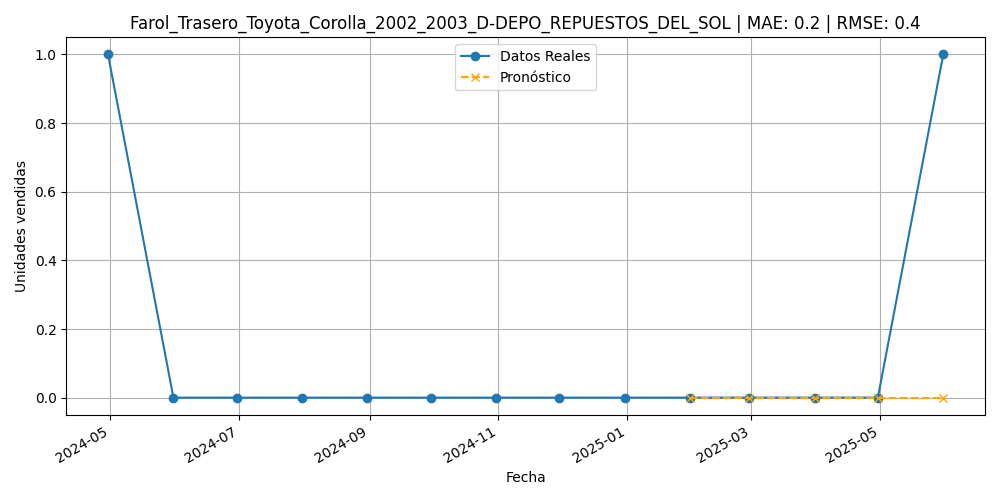 Farol_Trasero_Toyota_Corolla_2002_2003_D-DEPO_REPUESTOS_DEL_SOL | MAE: 0.2 | RMSE: 0.4
Datos Reales
Pronóstico
Unidades vendidas
1.0
0.8
0.6
0.4
0.2
0.0
2024-05
2024-07
2024-09
2024-11
2025-01
2025-03
2025-05
Fecha